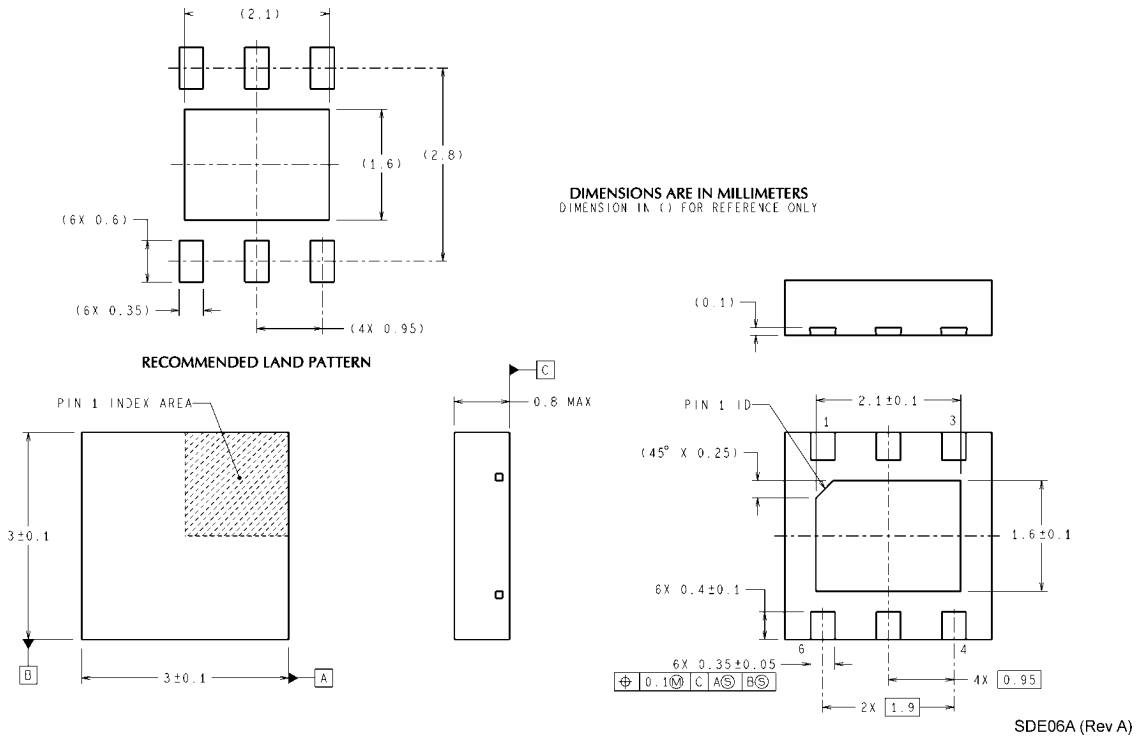 (2.1)
(1.6)
(2.8)
(6X 0.6)
(6X 0.35)
(4X 0.95)
DIMENSIONS ARE IN MILLIMETERS
DIMENSION IN () FOR REFERENCE ONLY
RECOMMENDED LAND PATTERN
(0.1)
PIN 1 INDEX AREA
C
0.8 MAX
PIN 1 ID
2.1±0.1
1
3
(45° X 0.25)
3±0.1
1.6±0.1
6X 0.4±0.1
6
4
B
3±0.1
A
6X 0.35±0.05
⌖ 0.1Ⓜ C AⓈ BⓈ
4X 0.95
2X 1.9
SDE06A (Rev A)